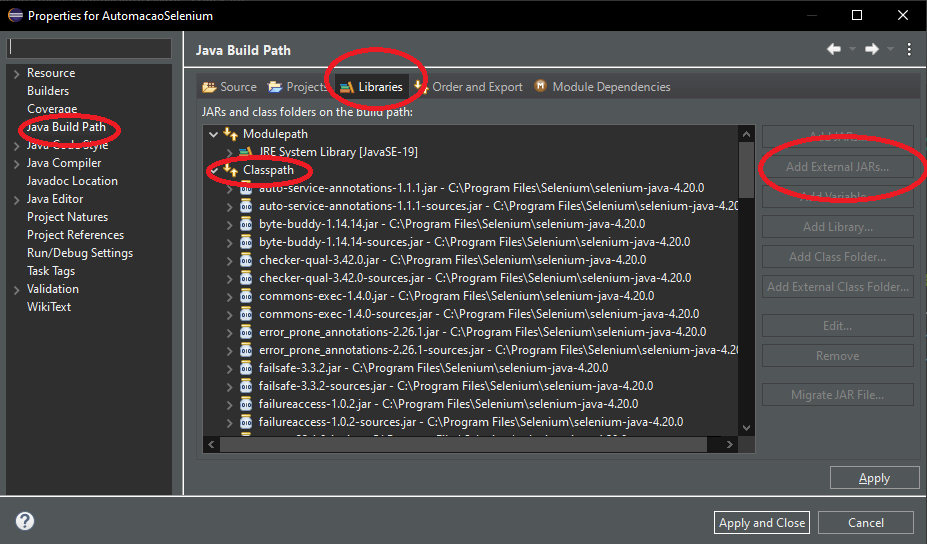 Properties for AutomacaoSelenium
Resource
Builders
Coverage
Java Build Path
Java Code Style
Java Compiler
Javadoc Location
Java Editor
Project Natures
Project References
Run/Debug Settings
Task Tags
Validation
WikiText
Java Build Path
Source Projects Libraries Order and Export Module Dependencies
JARs and class folders on the build path:
Modulepath
JRE System Library [JavaSE-19]
Classpath
auto-service-annotations-1.1.1.jar - C:\Program Files\Selenium\selenium-java-4.20.0
auto-service-annotations-1.1.1-sources.jar - C:\Program Files\Selenium\selenium-java-4.20
byte-buddy-1.14.14.jar - C:\Program Files\Selenium\selenium-java-4.20.0
byte-buddy-1.14.14-sources.jar - C:\Program Files\Selenium\selenium-java-4.20.0
checker-qual-3.42.0.jar - C:\Program Files\Selenium\selenium-java-4.20.0
checker-qual-3.42.0-sources.jar - C:\Program Files\Selenium\selenium-java-4.20.0
commons-exec-1.4.0.jar - C:\Program Files\Selenium\selenium-java-4.20.0
commons-exec-1.4.0-sources.jar - C:\Program Files\Selenium\selenium-java-4.20.0
error_prone_annotations-2.26.1.jar - C:\Program Files\Selenium\selenium-java-4.20.0
error_prone_annotations-2.26.1-sources.jar - C:\Program Files\Selenium\selenium-java-4.20.0
failsafe-3.3.2.jar - C:\Program Files\Selenium\selenium-java-4.20.0
failsafe-3.3.2-sources.jar - C:\Program Files\Selenium\selenium-java-4.20.0
failureaccess-1.0.2.jar - C:\Program Files\Selenium\selenium-java-4.20.0
failureaccess-1.0.2-sources.jar - C:\Program Files\Selenium\selenium-java-4.20.0
Add JARs...
Add External JARs...
Add Variable...
Add Library...
Add Class Folder...
Add External Class Folder...
Edit...
Remove
Migrate JAR File...
Apply
Apply and Close
Cancel